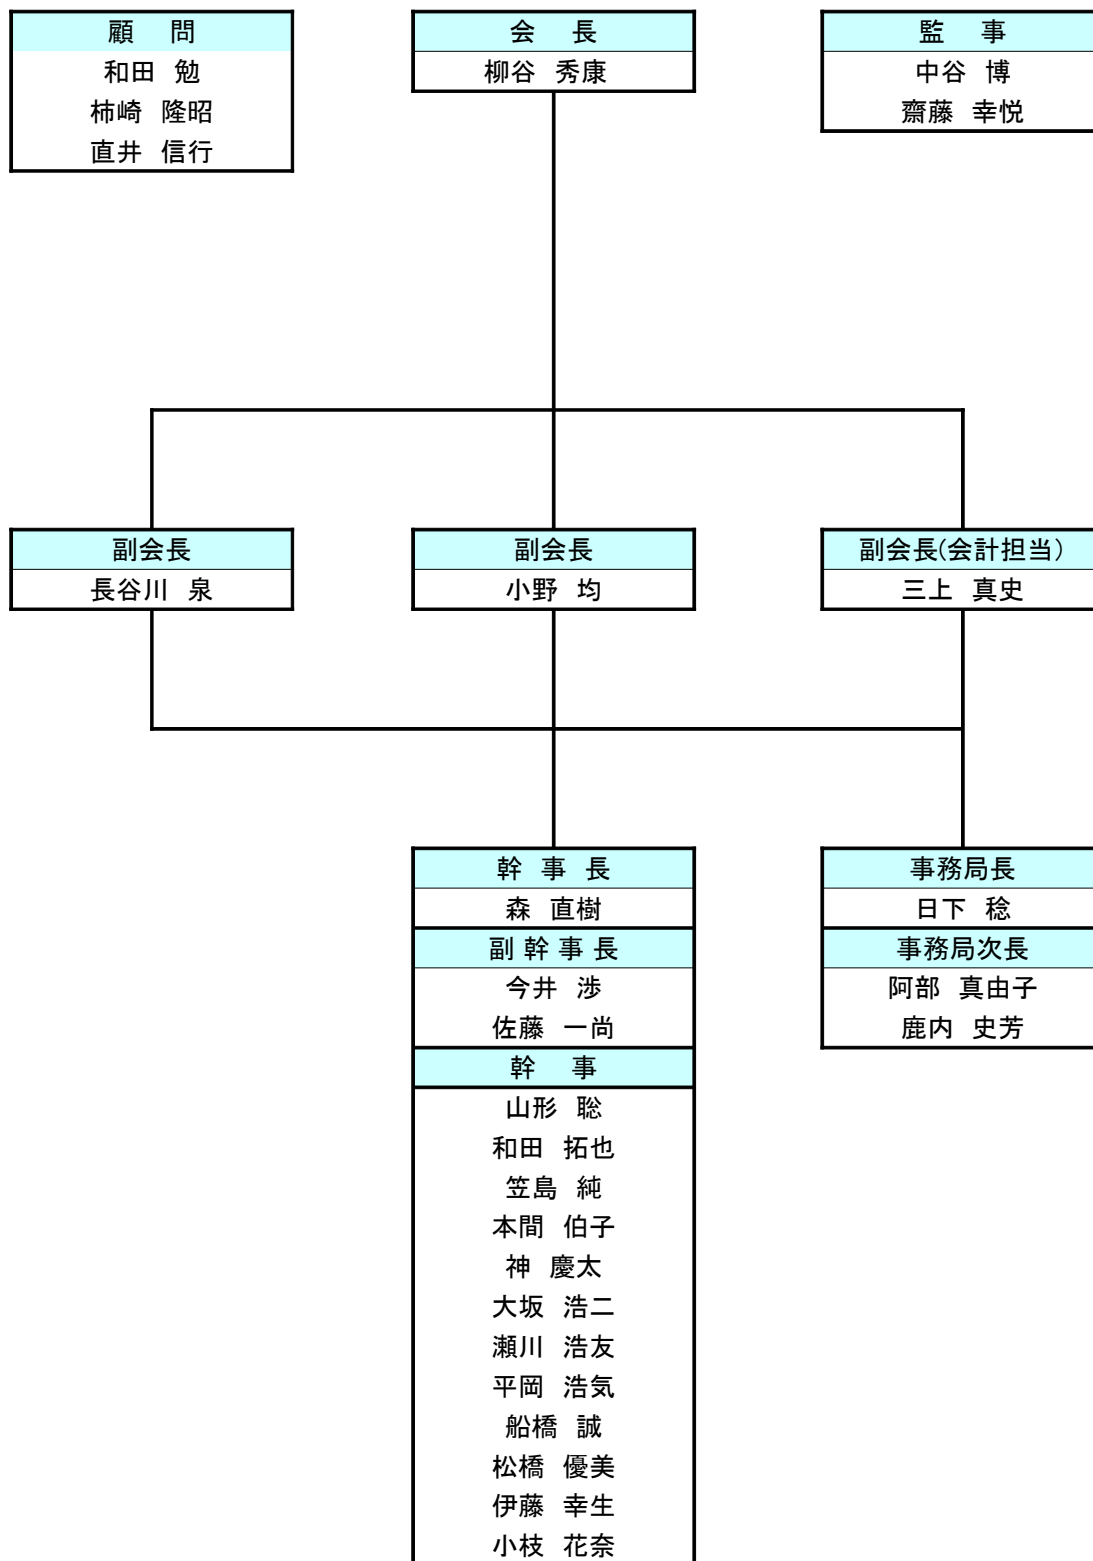 顧　問
和田 勉
柿崎 隆昭
直井 信行
会　長
柳谷 秀康
監　事
中谷 博
齋藤 幸悦
副会長
長谷川 泉
副会長
小野 均
副会長(会計担当)
三上 真史
幹 事 長
森 直樹
副 幹 事 長
今井 渉
佐藤 一尚
幹　事
山形 聡
和田 拓也
笠島 純
本間 伯子
神 慶太
大坂 浩二
瀬川 浩友
平岡 浩気
船橋 誠
松橋 優美
伊藤 幸生
小枝 花奈
事務局長
日下 稔
事務局次長
阿部 真由子
鹿内 史芳